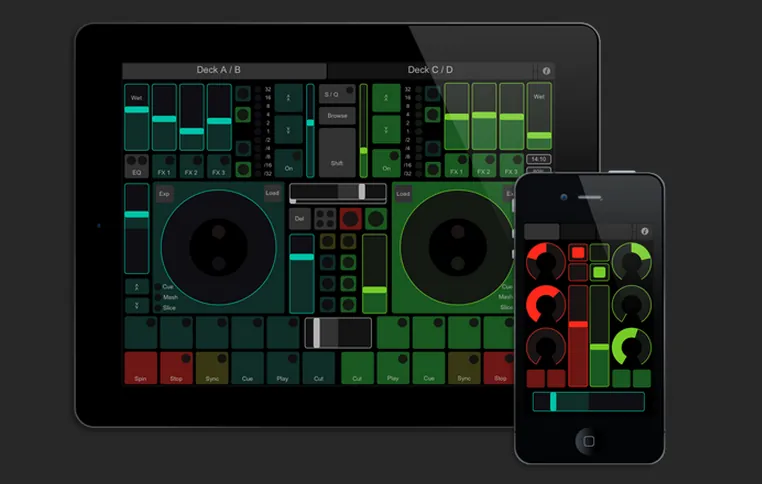 Deck A / B
Deck C / D
i
Wet
32
16
8
4
2
1
/2
/4
/8
/16
/32
S / Q
Browse
Shift
32
16
8
4
2
1
/2
/4
/8
/16
/32
Wet
On
On
14:10
EQ
FX 1
FX 2
FX 3
FX 1
FX 2
FX 3
Exp
Load
Load
Del
Cue
Mash
Slice
Cue
Mash
Slice
Spin
Stop
Sync
Cue
Play
Cut
Cut
Play
Cue
Sync
Stop
i